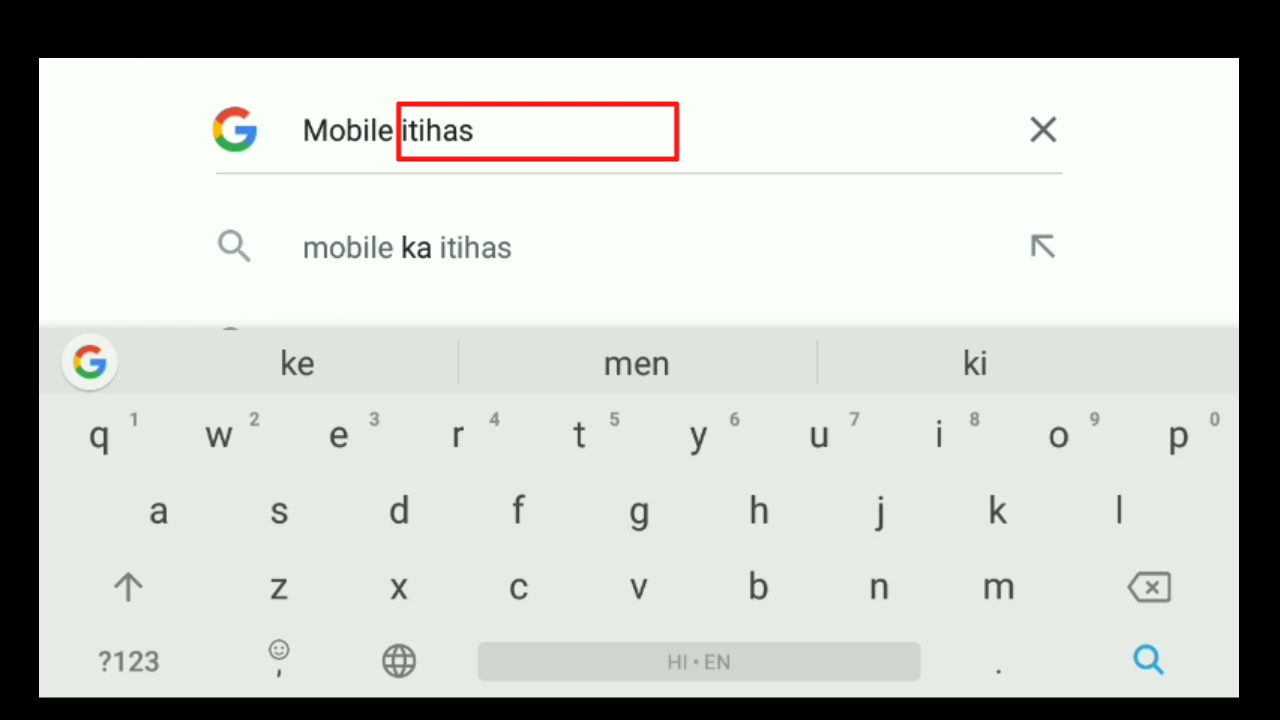 Mobile itihas
mobile ka itihas
ke men ki
q 1 w 2 e 3 r 4 t 5 y 6 u 7 i 8 o 9 p 0
a s d f g h j k l
z x c v b n m
?123 , HI • EN .